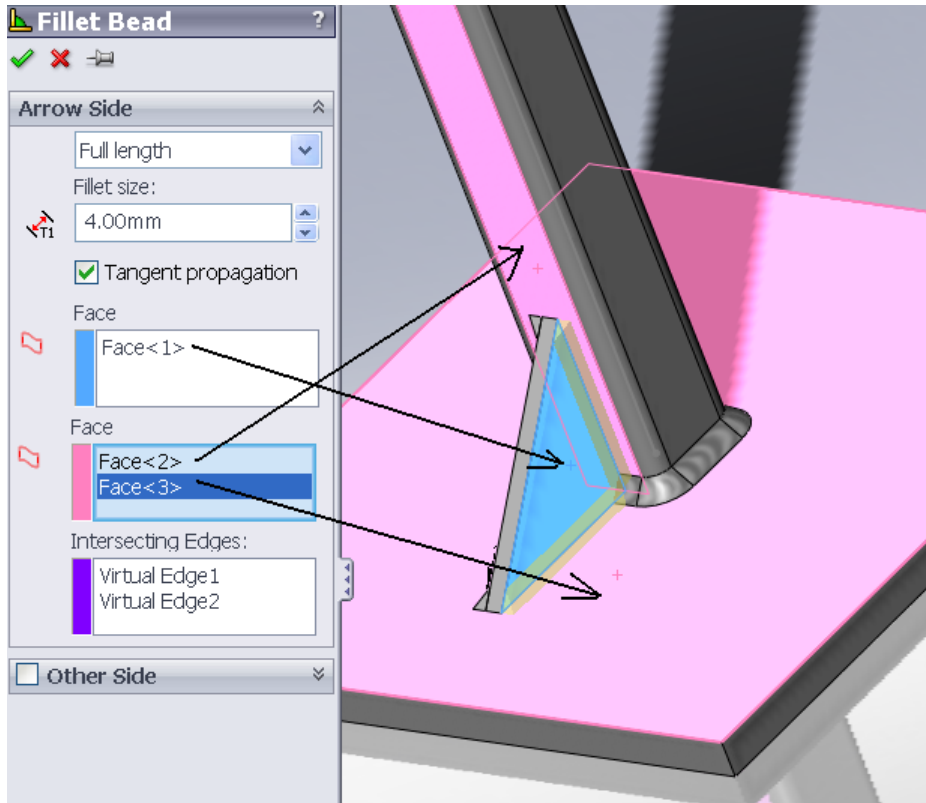 Fillet Bead ?
Arrow Side
Full length
Fillet size:
T1
4.00mm
Tangent propagation
Face
Face<1>
Face
Face<2>
Face<3>
Intersecting Edges:
Virtual Edge1
Virtual Edge2
Other Side